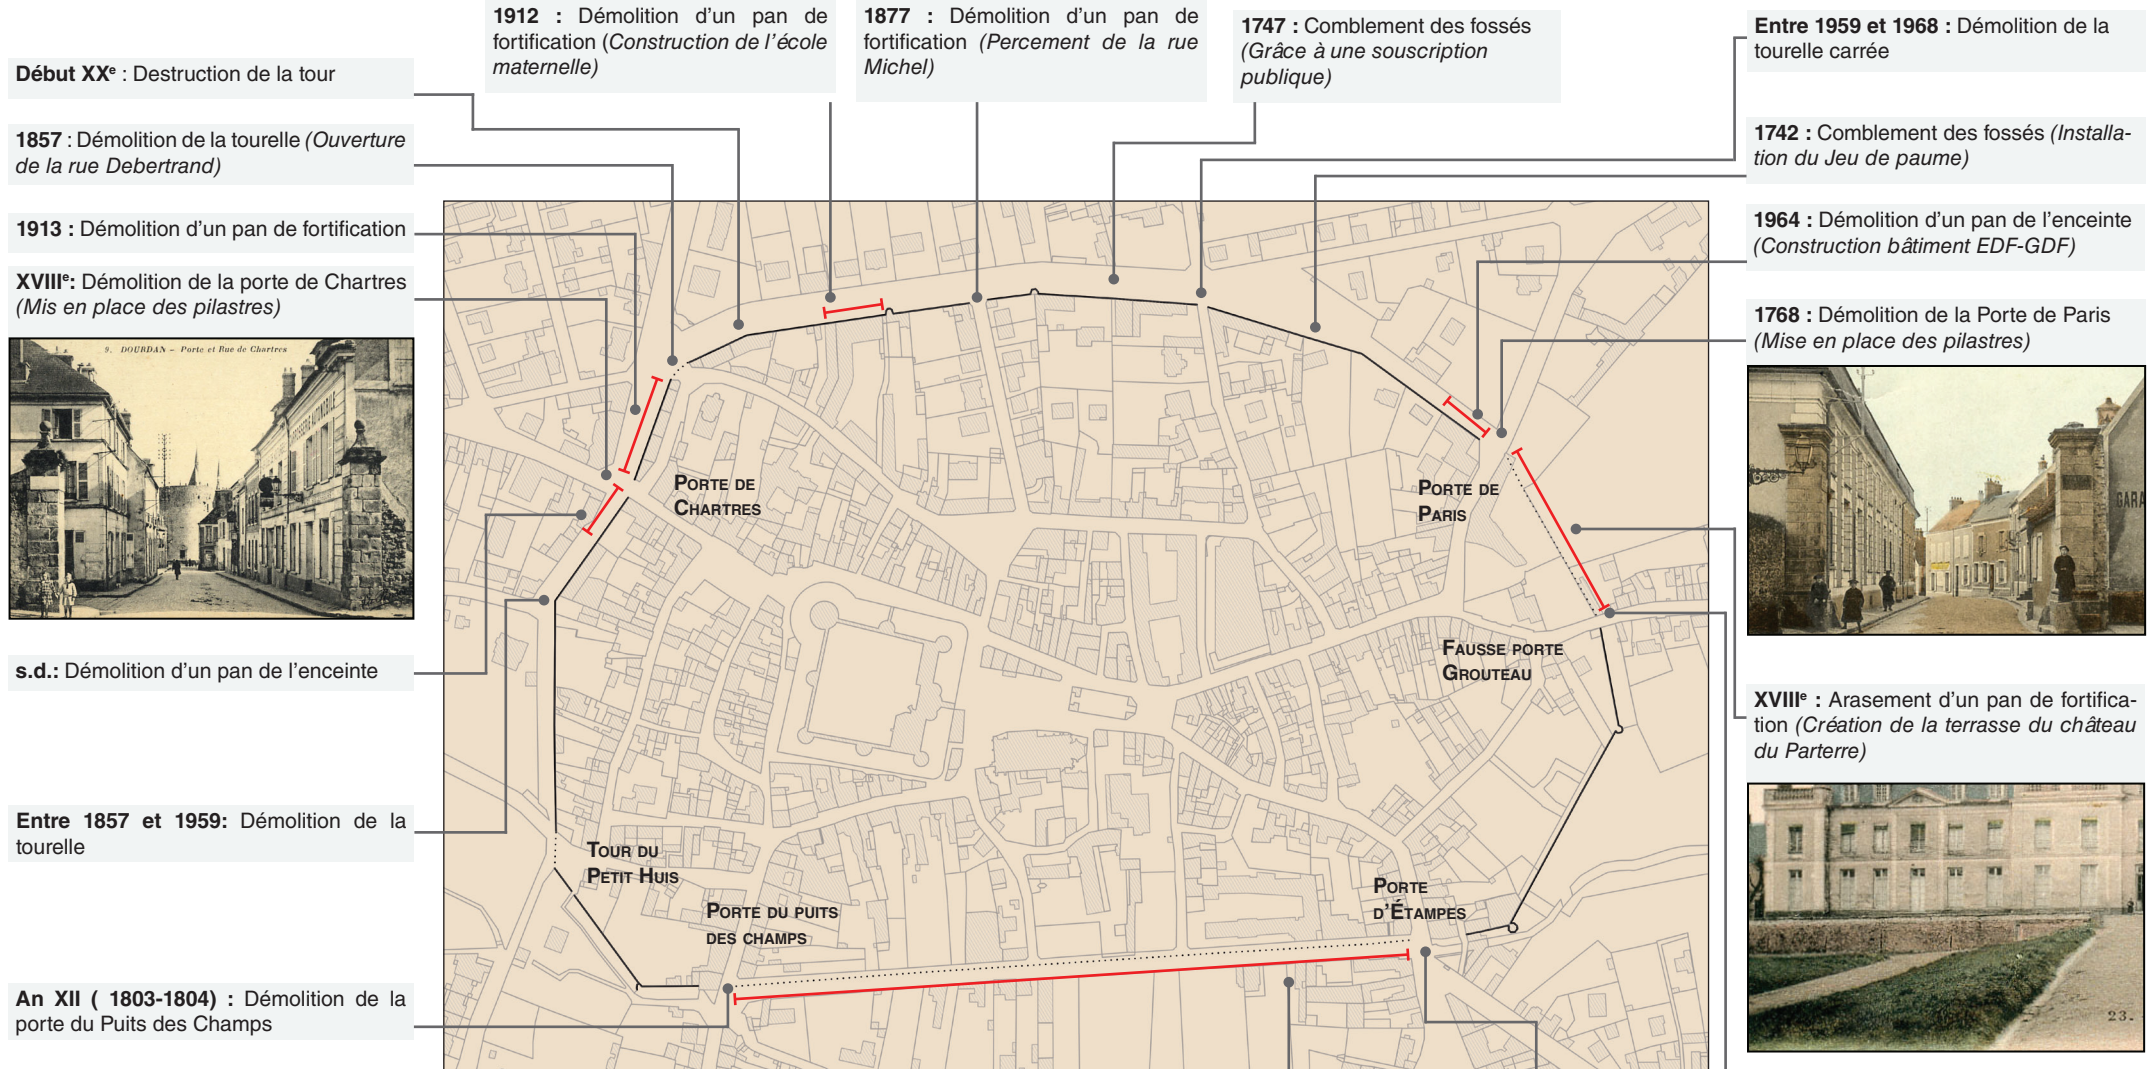 1912 : Démolition d'un pan de
fortification (Construction de l'école
maternelle)
1877 : Démolition d'un pan de
fortification (Percement de la rue
Michel)
1747 : Comblement des fossés
(Grâce à une souscription
publique)
Entre 1959 et 1968 : Démolition de la
tourelle carrée
Début XXe : Destruction de la tour
1857 : Démolition de la tourelle (Ouverture
de la rue Debertrand)
1742 : Comblement des fossés (Installa-
tion du Jeu de paume)
1913 : Démolition d'un pan de fortification
1964 : Démolition d'un pan de l'enceinte
(Construction bâtiment EDF-GDF)
XVIIIe: Démolition de la porte de Chartres
(Mis en place des pilastres)
1768 : Démolition de la Porte de Paris
(Mise en place des pilastres)
9. DOURDAN – Porte et Rue de Chartres
AUTOMOBILE
GARA
PORTE DE
CHARTRES
PORTE DE
PARIS
FAUSSE PORTE
GROUTEAU
s.d.: Démolition d'un pan de l'enceinte
XVIIIe : Arasement d'un pan de fortifica-
tion (Création de la terrasse du château
du Parterre)
Entre 1857 et 1959: Démolition de la
tourelle
TOUR DU
PETIT HUIS
PORTE DU PUITS
DES CHAMPS
PORTE
D'ÉTAMPES
An XII ( 1803-1804) : Démolition de la
porte du Puits des Champs
23.